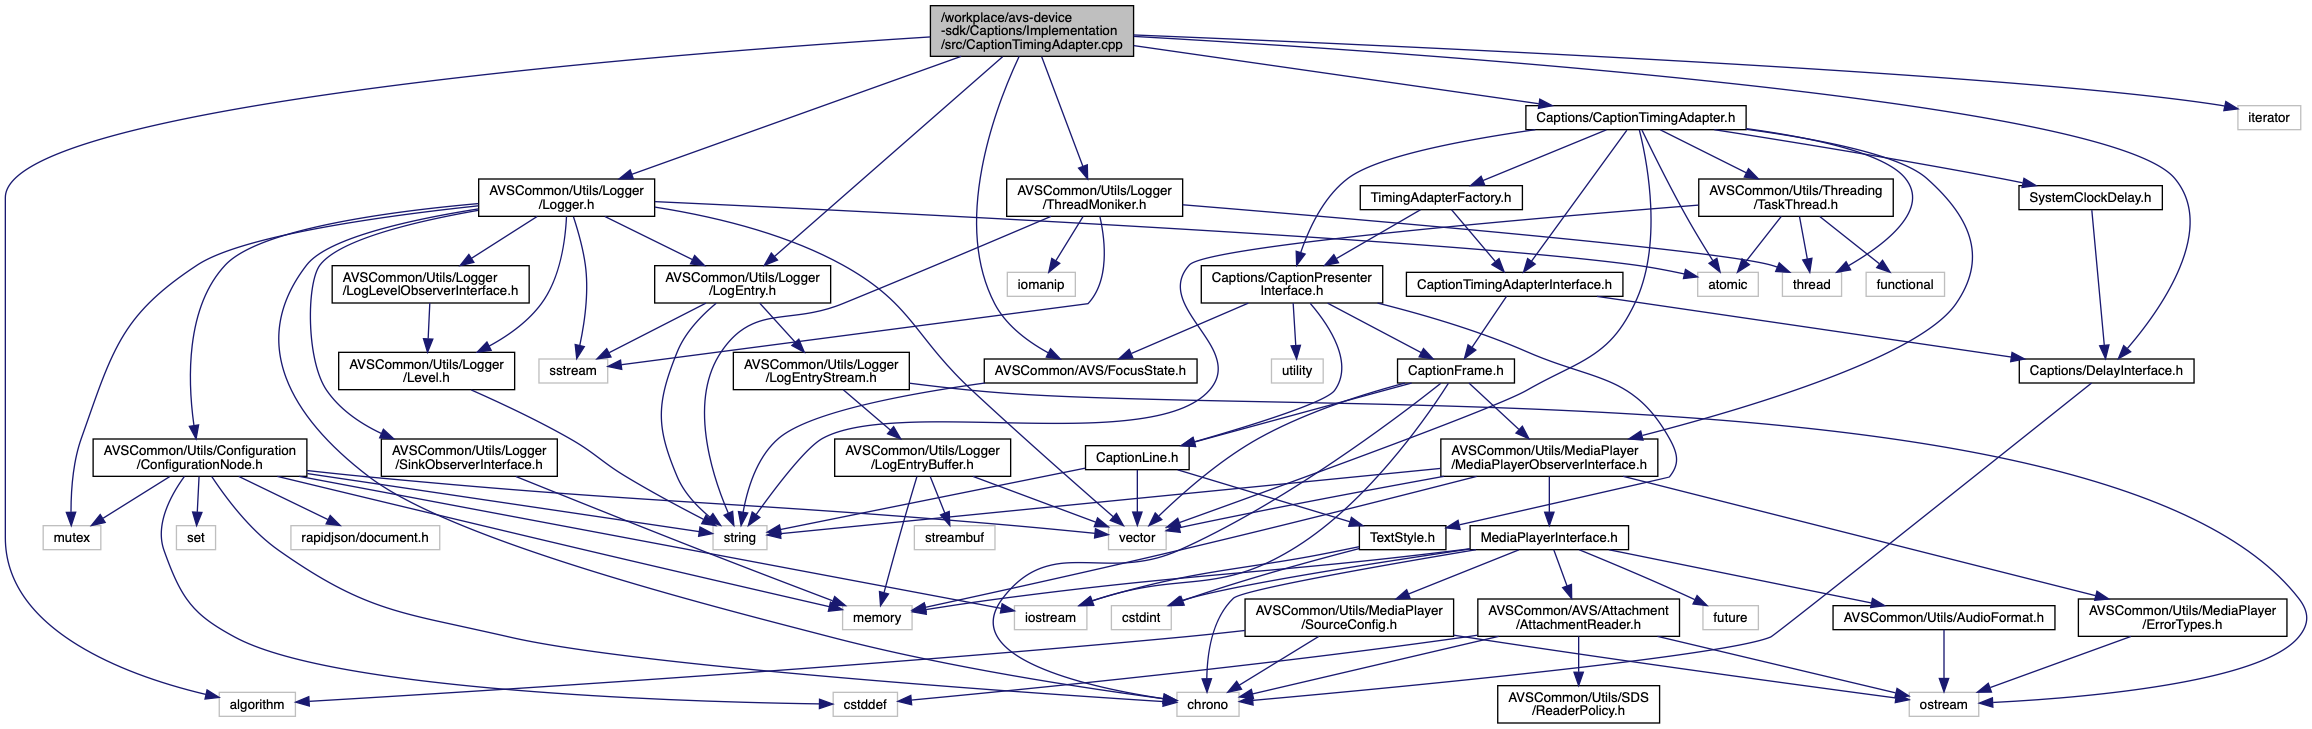 /workplace/avs-device
-sdk/Captions/Implementation
/src/CaptionTimingAdapter.cpp
Captions/CaptionTimingAdapter.h
iterator
AVSCommon/Utils/Logger
/Logger.h
AVSCommon/Utils/Logger
/ThreadMoniker.h
TimingAdapterFactory.h
AVSCommon/Utils/Threading
/TaskThread.h
SystemClockDelay.h
AVSCommon/Utils/Logger
/LogLevelObserverInterface.h
AVSCommon/Utils/Logger
/LogEntry.h
iomanip
Captions/CaptionPresenter
Interface.h
CaptionTimingAdapterInterface.h
atomic
thread
functional
AVSCommon/Utils/Logger
/Level.h
sstream
AVSCommon/Utils/Logger
/LogEntryStream.h
AVSCommon/AVS/FocusState.h
utility
CaptionFrame.h
Captions/DelayInterface.h
AVSCommon/Utils/Configuration
/ConfigurationNode.h
AVSCommon/Utils/Logger
/SinkObserverInterface.h
AVSCommon/Utils/Logger
/LogEntryBuffer.h
CaptionLine.h
AVSCommon/Utils/MediaPlayer
/MediaPlayerObserverInterface.h
mutex
set
rapidjson/document.h
string
streambuf
vector
TextStyle.h
MediaPlayerInterface.h
memory
iostream
cstdint
AVSCommon/Utils/MediaPlayer
/SourceConfig.h
AVSCommon/AVS/Attachment
/AttachmentReader.h
future
AVSCommon/Utils/AudioFormat.h
AVSCommon/Utils/MediaPlayer
/ErrorTypes.h
algorithm
cstddef
chrono
AVSCommon/Utils/SDS
/ReaderPolicy.h
ostream